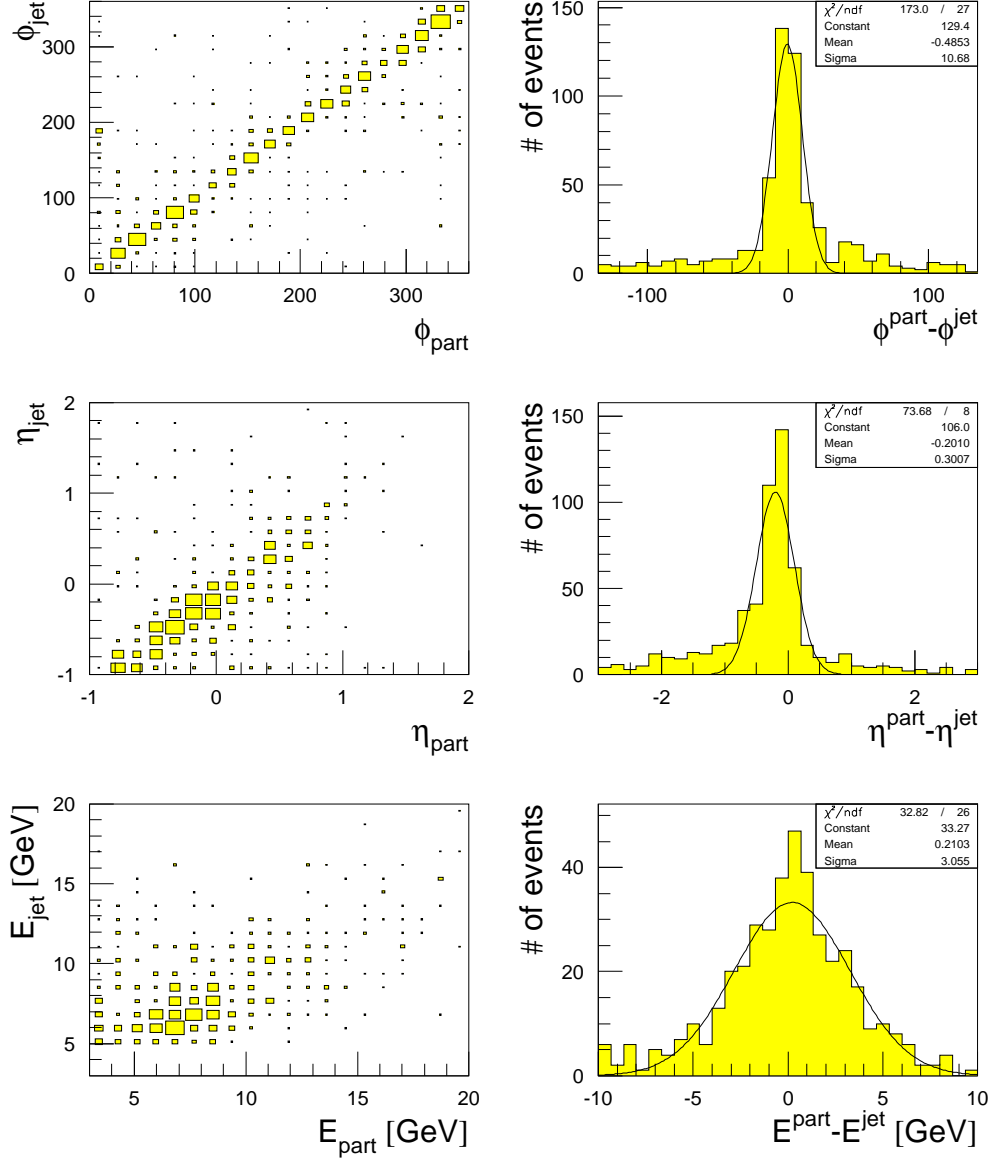 ϕjet
300
200
100
0
0 100 200 300
ϕpart
# of events
150
100
50
0
-100 0 100
ϕpart-ϕjet
χ²/ndf 173.0 / 27
Constant 129.4
Mean -0.4853
Sigma 10.68
ηjet
2
1
0
-1
-1 0 1 2
ηpart
# of events
150
100
50
0
-2 0 2
ηpart-ηjet
χ²/ndf 73.68 / 8
Constant 106.0
Mean -0.2010
Sigma 0.3007
Ejet [GeV]
20
15
10
5
5 10 15 20
Epart [GeV]
# of events
40
20
0
-10 -5 0 5 10
Epart-Ejet [GeV]
χ²/ndf 32.82 / 26
Constant 33.27
Mean 0.2103
Sigma 3.055